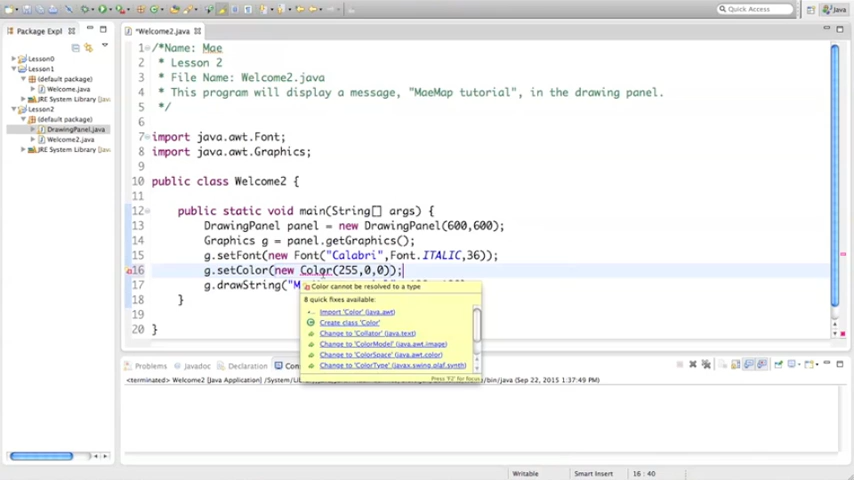 Quick Access
Java
Package Expl
*Welcome2.java
Lesson0
Lesson1
(default package)
Welcome.java
JRE System Library [Java
Lesson2
(default package)
DrawingPanel.java
Welcome2.java
JRE System Library [Java
1 /*Name: Mae
2 * Lesson 2
3 * File Name: Welcome2.java
4 * This program will display a message, "MaeMap tutorial", in the drawing panel.
5 */
6
7 import java.awt.Font;
8 import java.awt.Graphics;
9
10 public class Welcome2 {
11
12 public static void main(String[] args) {
13 DrawingPanel panel = new DrawingPanel(600,600);
14 Graphics g = panel.getGraphics();
15 g.setFont(new Font("Calabri",Font.ITALIC,36));
16 g.setColor(new Color(255,0,0));
17 g.drawString("M
18 }
20 }
Color cannot be resolved to a type
8 quick fixes available:
Import 'Color' (java.awt)
Create class 'Color'
Change to 'Collator' (java.text)
Change to 'ColorModel' (java.awt.image)
Change to 'ColorSpace' (java.awt.color)
Change to 'ColorType' (javax.swing.plaf.synth)
Press 'F2' for
Problems
Javadoc
Declaration
Con
<terminated> Welcome2 [Java Application]
bin/java (Sep 22, 2015 1:37:49 PM)
Writable
Smart Insert
16 : 40